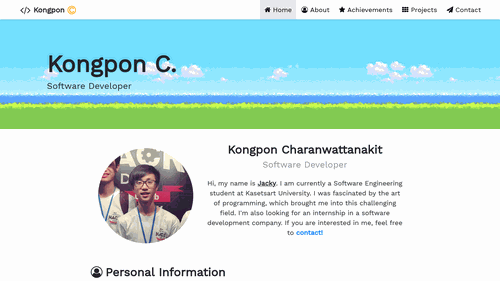 </> Kongpon
Home About Achievements Projects Contact
Kongpon C.
Software Developer
Kongpon Charanwattanakit
Software Developer
Hi, my name is Jacky. I am currently a Software Engineering
student at Kasetsart University. I was fascinated by the art
of programming, which brought me into this challenging
field. I'm also looking for an internship in a software
development company. If you are interested in me, feel free
to contact!
Personal Information